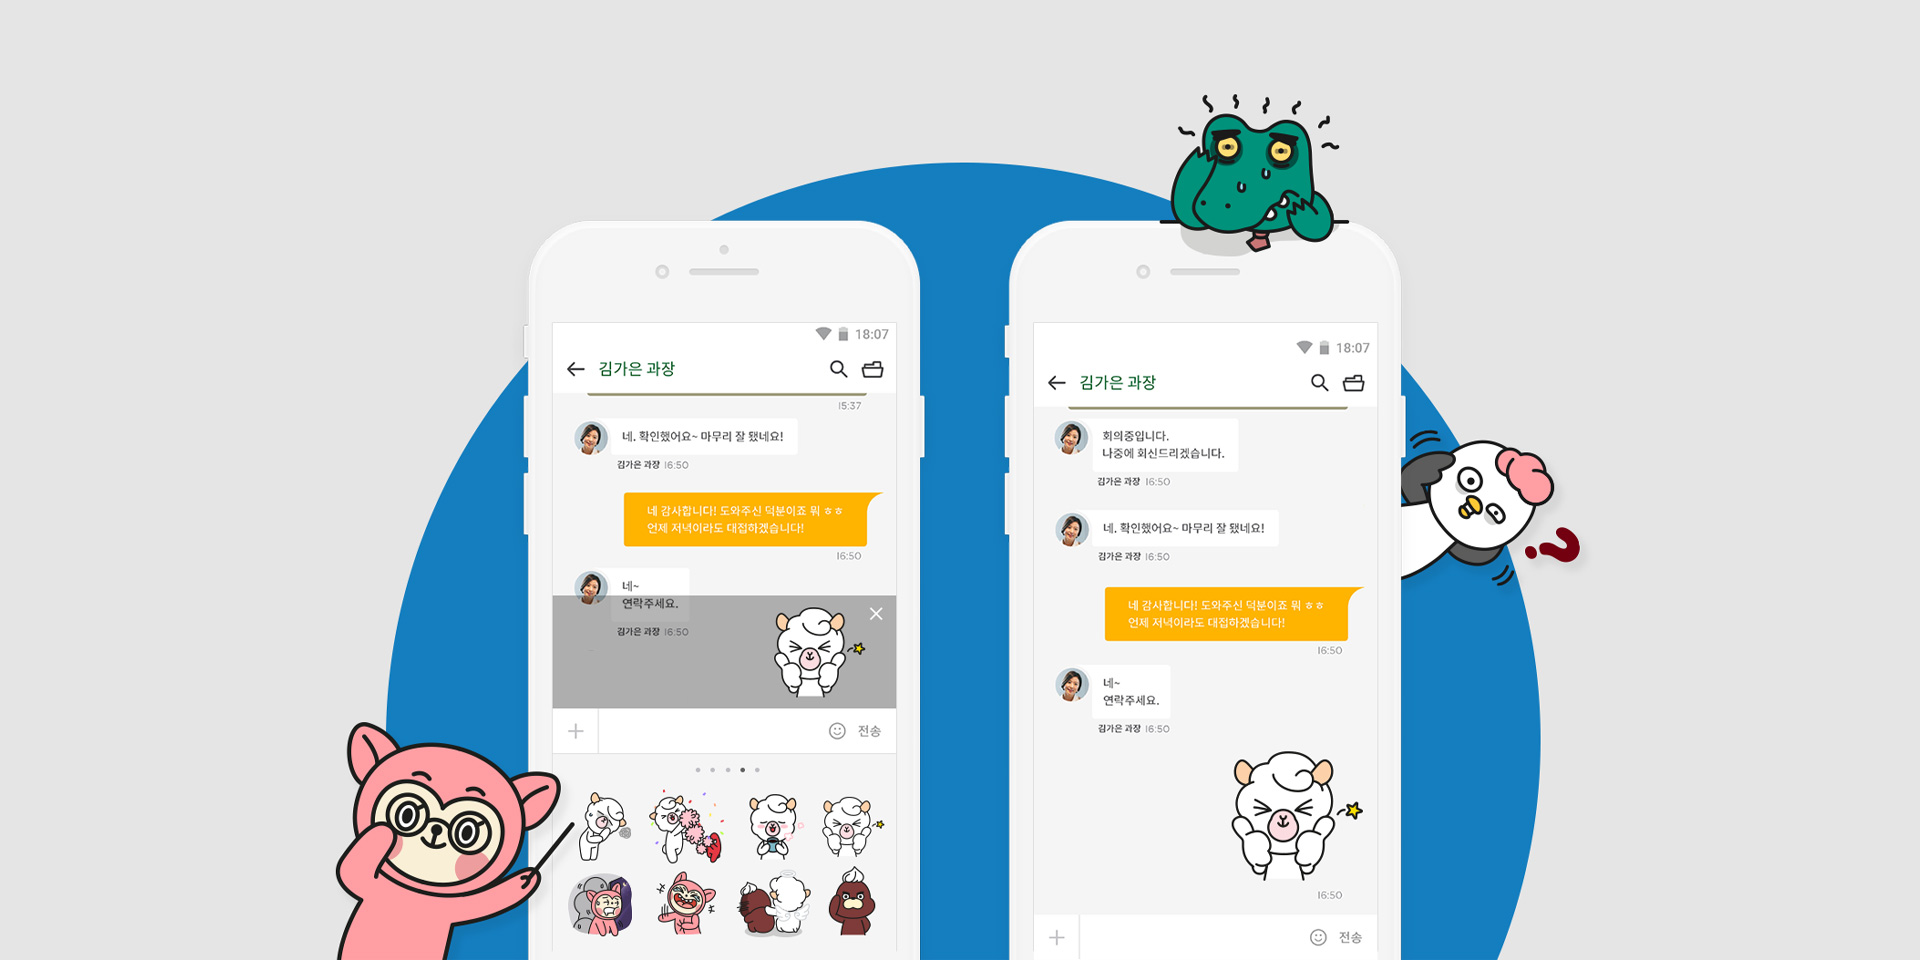 18:07
김가은 과장
15:37
네. 확인했어요~ 마무리 잘 됐네요!
김가은 과장 16:50
네 감사합니다! 도와주신 덕분이죠 뭐 ㅎㅎ
언제 저녁이라도 대접하겠습니다!
16:50
네~
연락주세요.
김가은 과장 16:50
전송
18:07
김가은 과장
회의중입니다.
나중에 회신드리겠습니다.
김가은 과장 16:50
네. 확인했어요~ 마무리 잘 됐네요!
김가은 과장 16:50
네 감사합니다! 도와주신 덕분이죠 뭐 ㅎㅎ
언제 저녁이라도 대접하겠습니다!
16:50
네~
연락주세요.
김가은 과장 16:50
16:50
전송
?